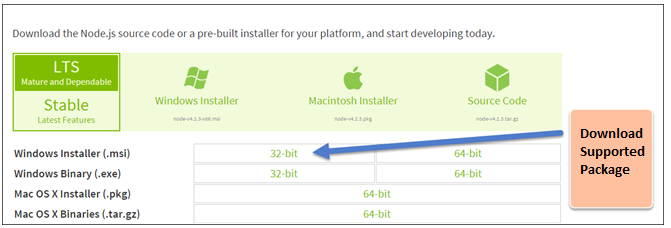 Download the Node.js source code or a pre-built installer for your platform, and start developing today.
LTS
Mature and Dependable
Stable
Latest Features
Windows Installer
node-v4.2.3-x86.msi
Macintosh Installer
node-v4.2.3.pkg
Source Code
node-v4.2.3.tar.gz
Windows Installer (.msi) 32-bit 64-bit
Windows Binary (.exe) 32-bit 64-bit
Mac OS X Installer (.pkg) 64-bit
Mac OS X Binaries (.tar.gz) 64-bit
Download
Supported
Package